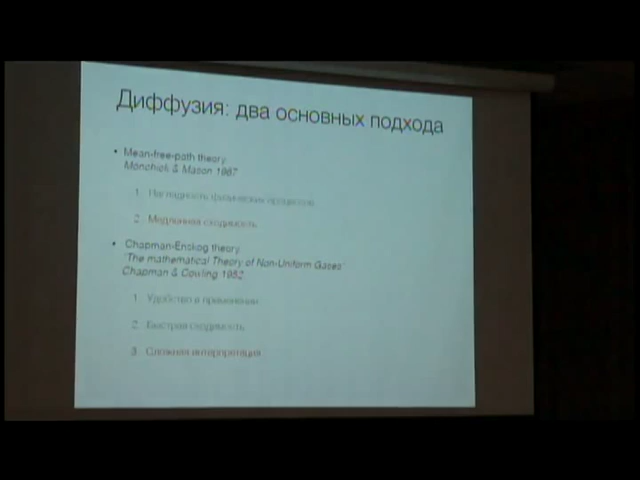 Диффузия: два основных подхода
• Mean-free-path theory
Monchick & Mason 1967
1. Наглядность физических процессов
2. Медленная сходимость
• Chapman-Enskog theory
"The mathematical Theory of Non-Uniform Gases"
Chapman & Cowling 1952
1. Удобство в применении
2. Быстрая сходимость
3. Сложная интерпретация